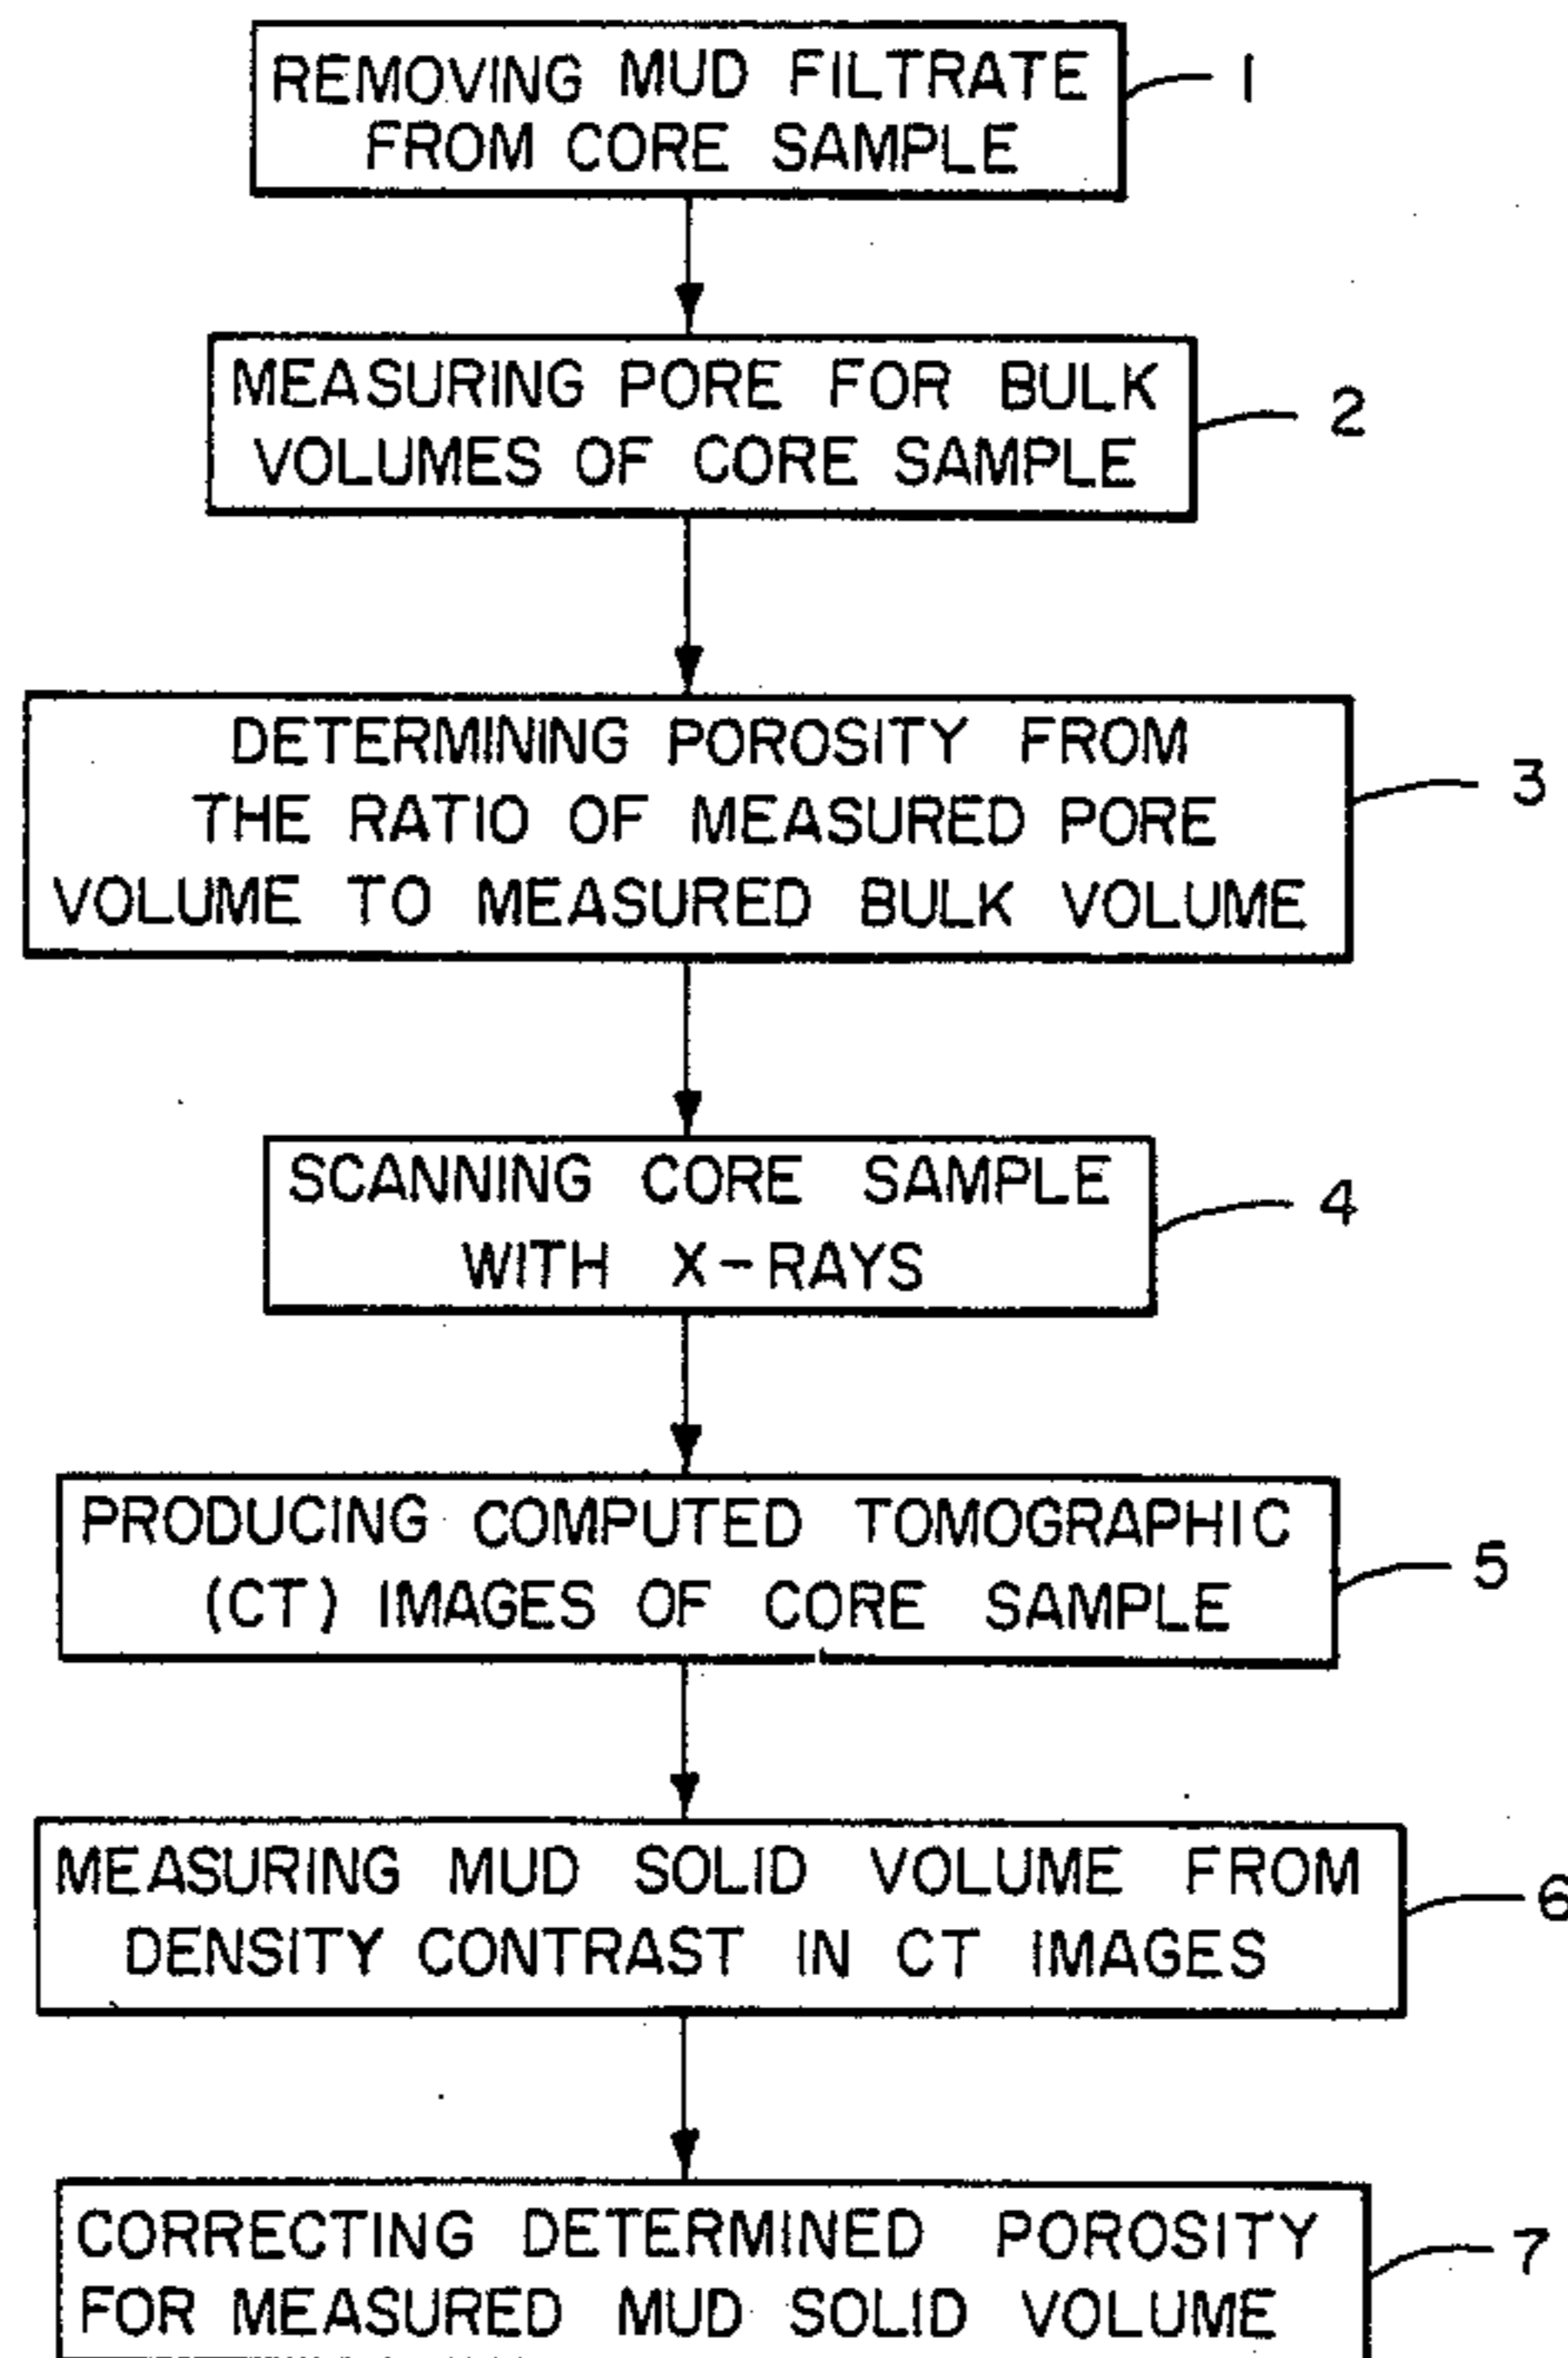 REMOVING MUD FILTRATE
FROM CORE SAMPLE
1
MEASURING PORE FOR BULK
VOLUMES OF CORE SAMPLE
2
DETERMINING POROSITY FROM
THE RATIO OF MEASURED PORE
VOLUME TO MEASURED BULK VOLUME
3
SCANNING CORE SAMPLE
WITH X-RAYS
4
PRODUCING COMPUTED TOMOGRAPHIC
(CT) IMAGES OF CORE SAMPLE
5
MEASURING MUD SOLID VOLUME FROM
DENSITY CONTRAST IN CT IMAGES
6
CORRECTING DETERMINED POROSITY
FOR MEASURED MUD SOLID VOLUME
7